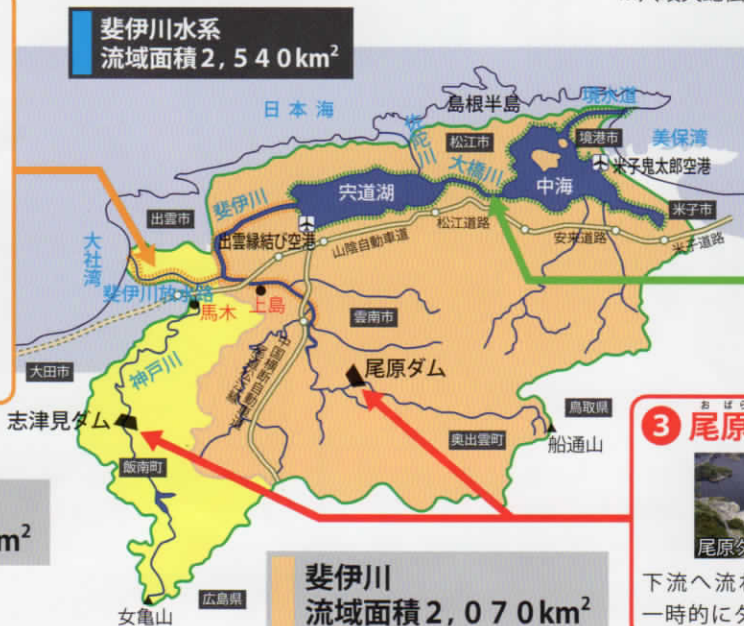 斐伊川水系
流域面積2,540km²
日本海
島根半島
境水道
佐陀川
松江市
境港市
美保湾
大橋川
米子鬼太郎空港
斐伊川
宍道湖
中海
出雲市
米子市
出雲縁結び空港
山陰自動車道
松江道路
安来道路
米子道路
大社湾
斐伊川放水路
馬木
上島
雲南市
神戸川
中国横断自動車道
大田市
尾原ダム
志津見ダム
鳥取県
飯南町
奥出雲町
船通山
3 尾原
m²
斐伊川
流域面積2,070km²
広島県
女亀山
下流へ流
一時的に